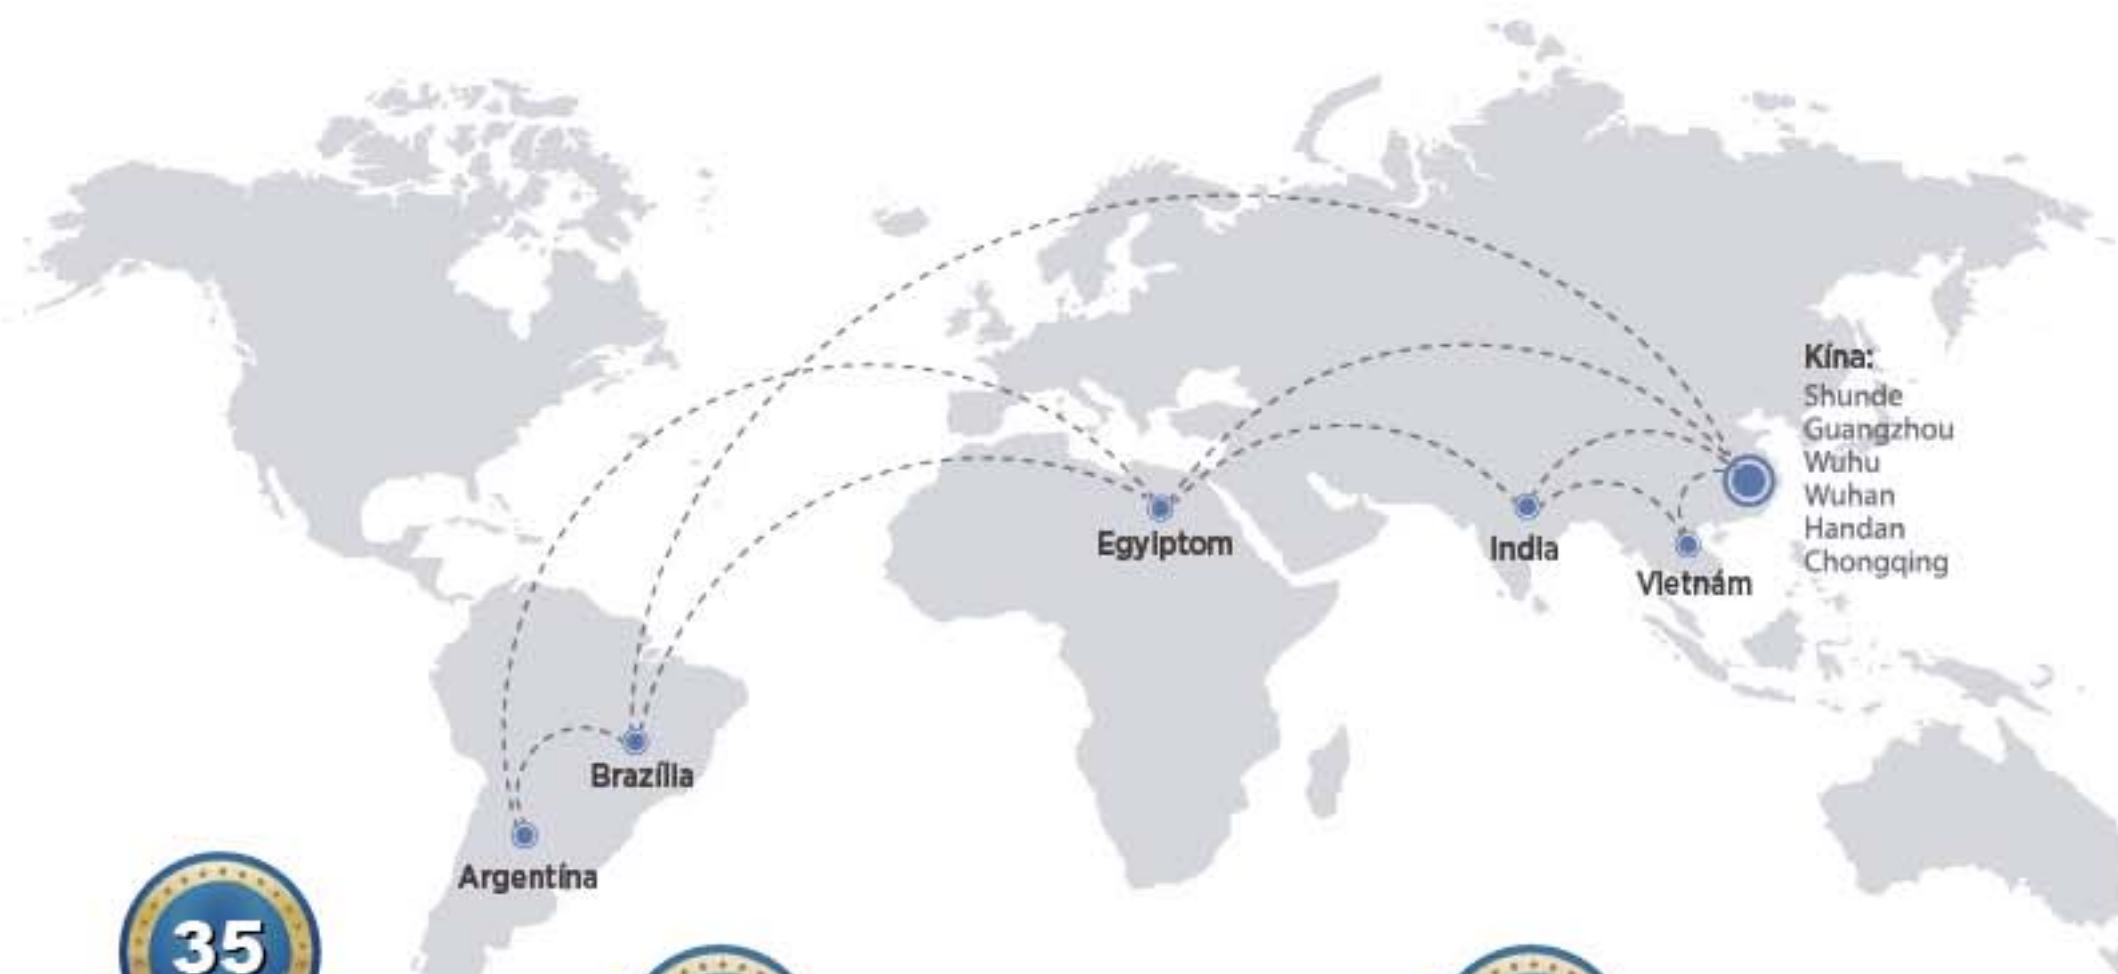 Kína:
Shunde
Guangzhou
Wuhu
Wuhan
Handan
Chongqing
Egyiptom
India
Vietnám
Brazília
Argentína
35